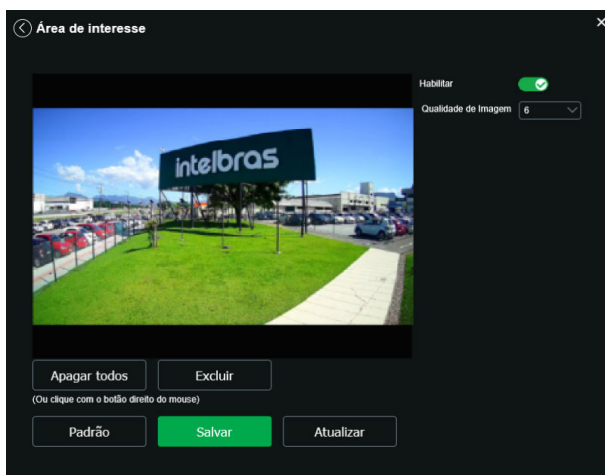 Área de interesse
Habilitar
Qualidade de Imagem 6
intelbras
Apagar todos Excluir
(Ou clique com o botão direito do mouse)
Padrão Salvar Atualizar